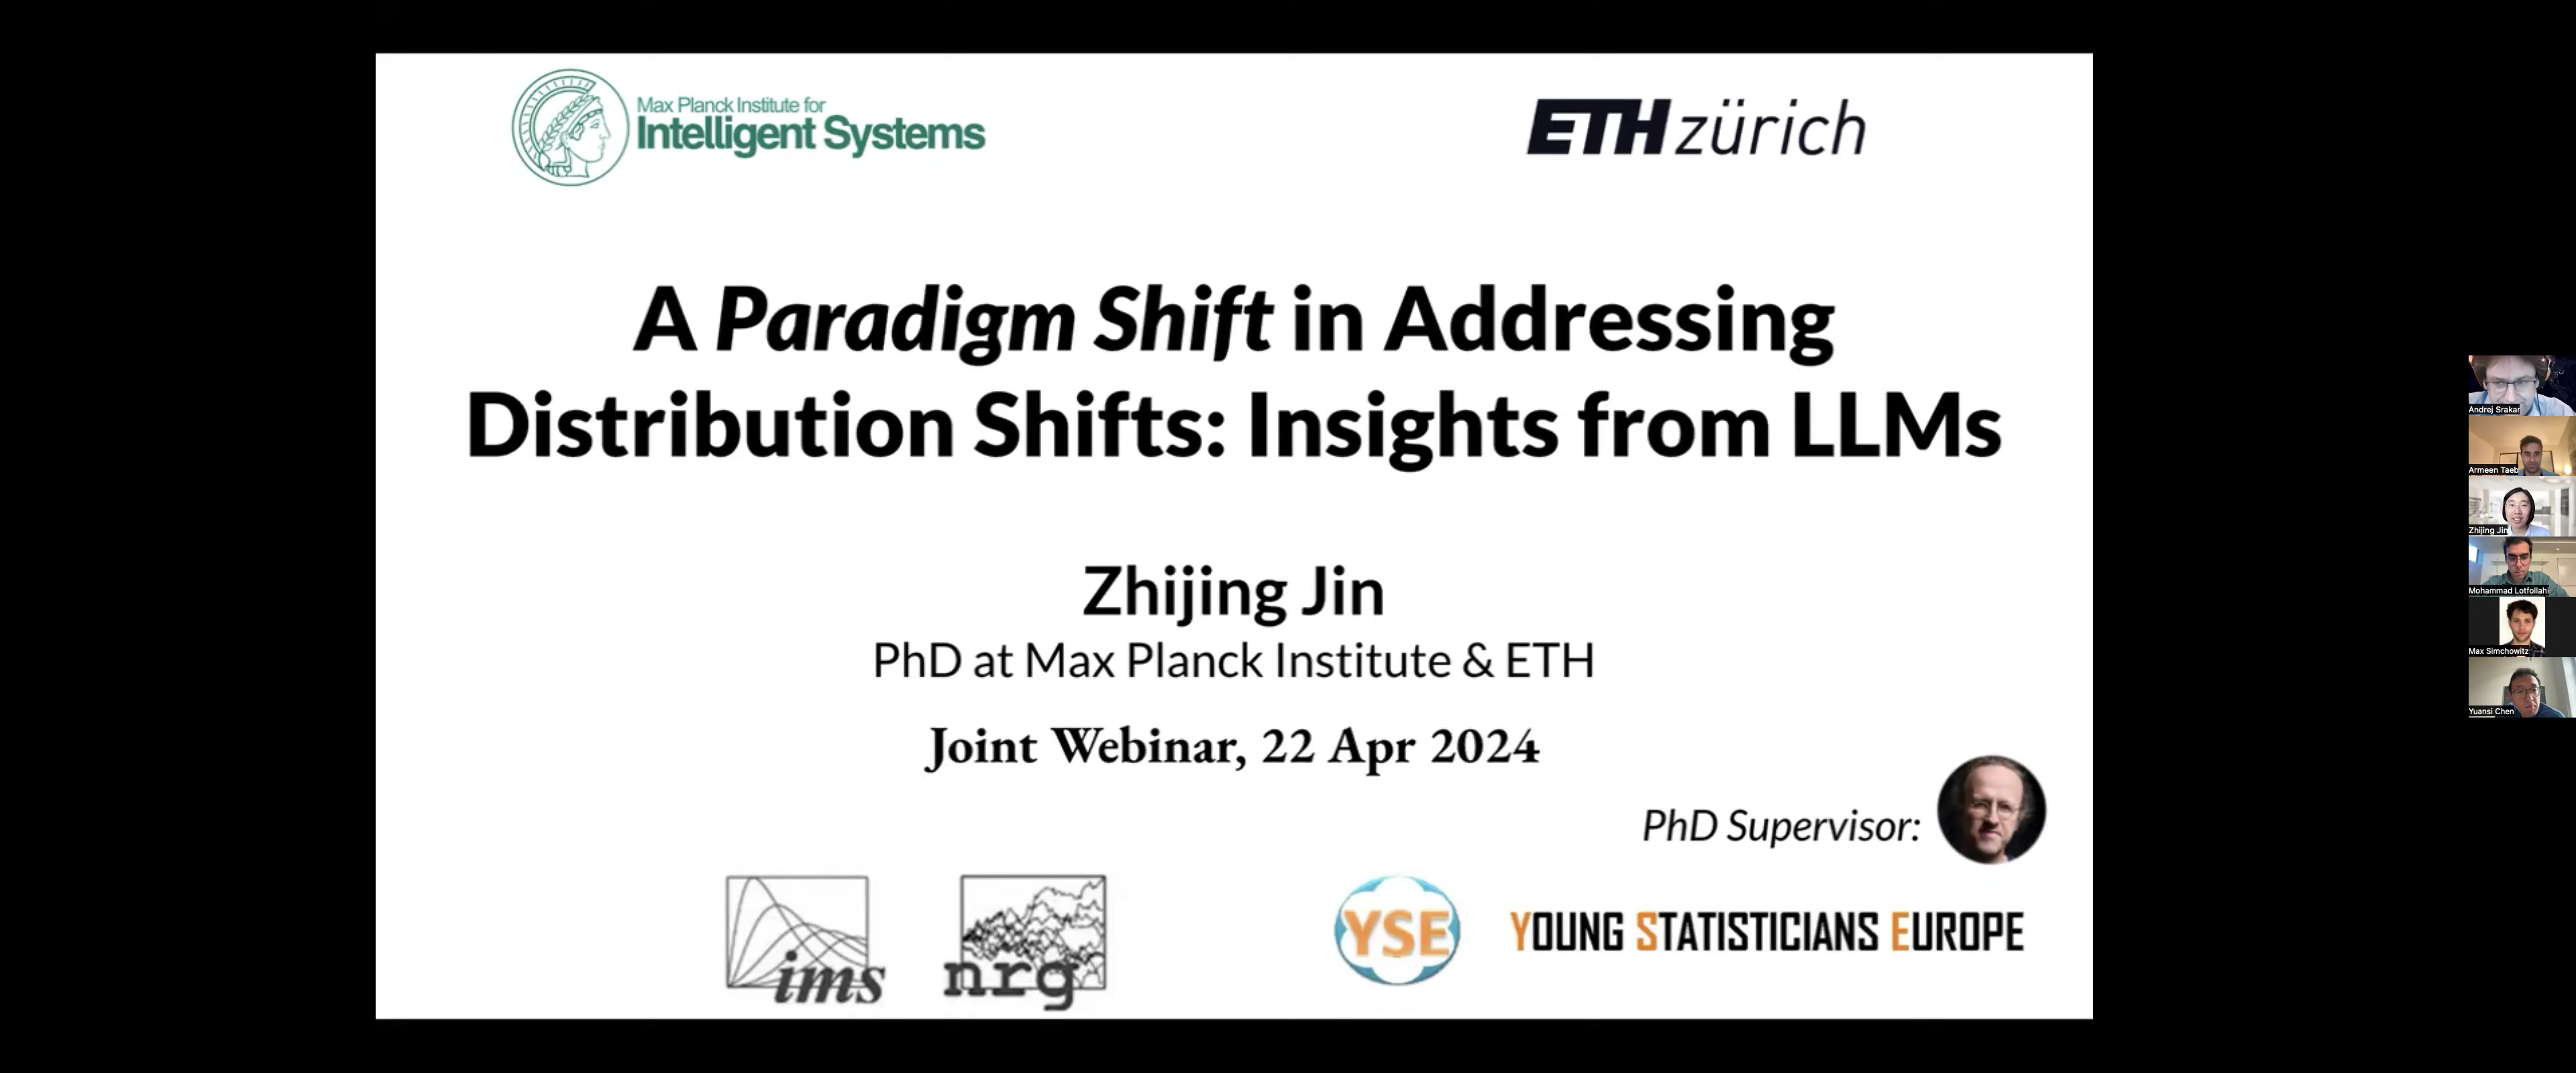 Max Planck Institute for
Intelligent Systems
ETH zürich
A Paradigm Shift in Addressing
Distribution Shifts: Insights from LLMs
Zhijing Jin
PhD at Max Planck Institute & ETH
Joint Webinar, 22 Apr 2024
PhD Supervisor:
ims
nrg
YSE
YOUNG STATISTICIANS EUROPE
Andrej Srakar
Armeen Taeb
Zhijing Jin
Mohammad Lotfollahi
Max Simchowitz
Yuansi Chen